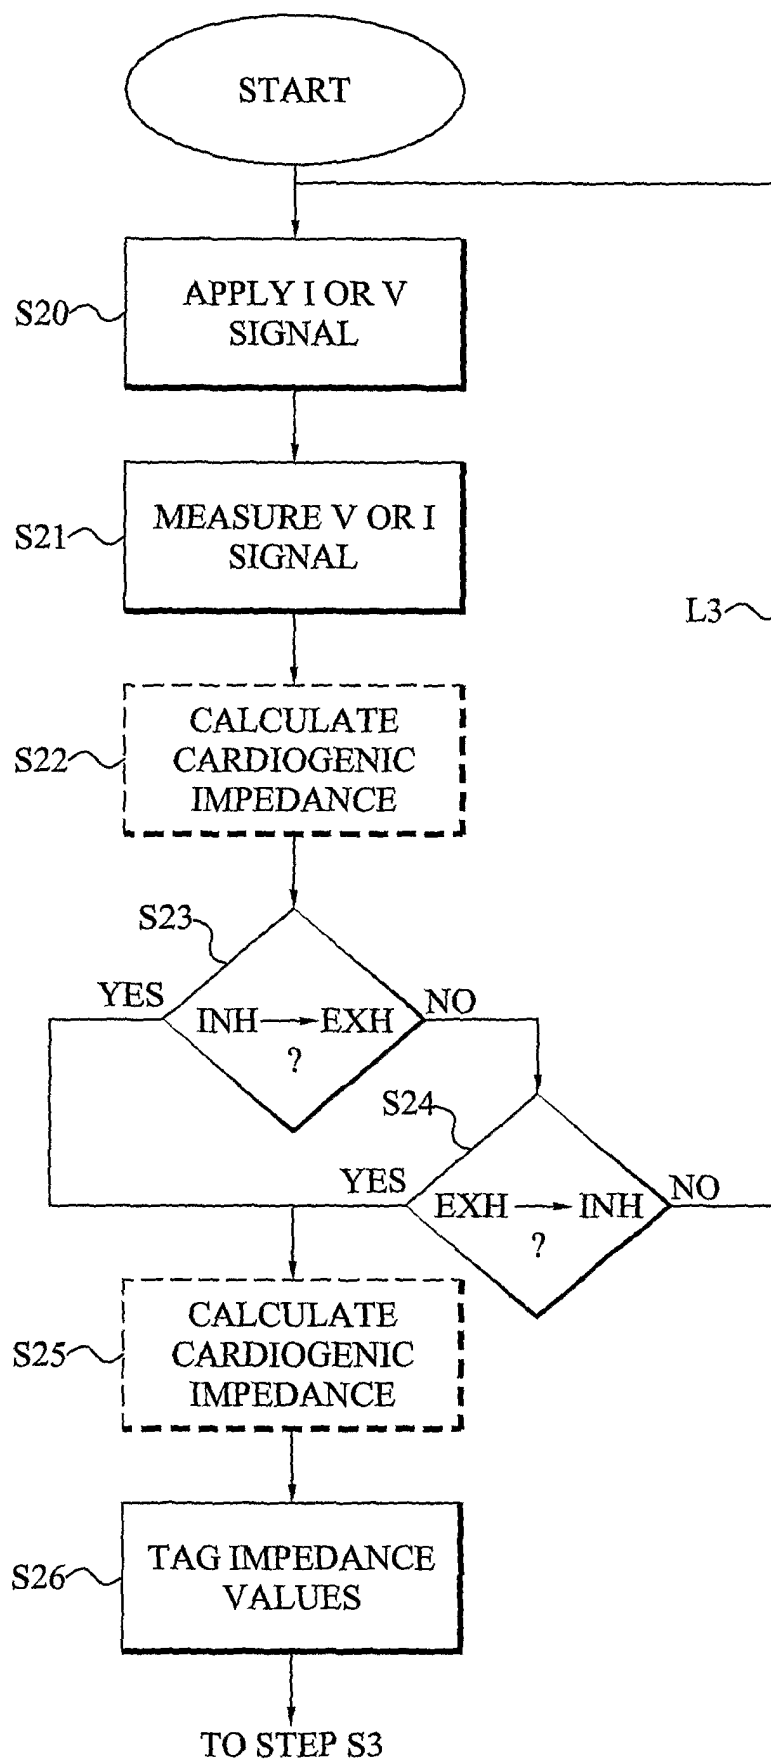 START
S20
APPLY I OR V
SIGNAL
S21
MEASURE V OR I
SIGNAL
L3
S22
CALCULATE
CARDIOGENIC
IMPEDANCE
S23
YES
INH → EXH
?
NO
S24
YES
EXH → INH
?
NO
S25
CALCULATE
CARDIOGENIC
IMPEDANCE
S26
TAG IMPEDANCE
VALUES
TO STEP S3